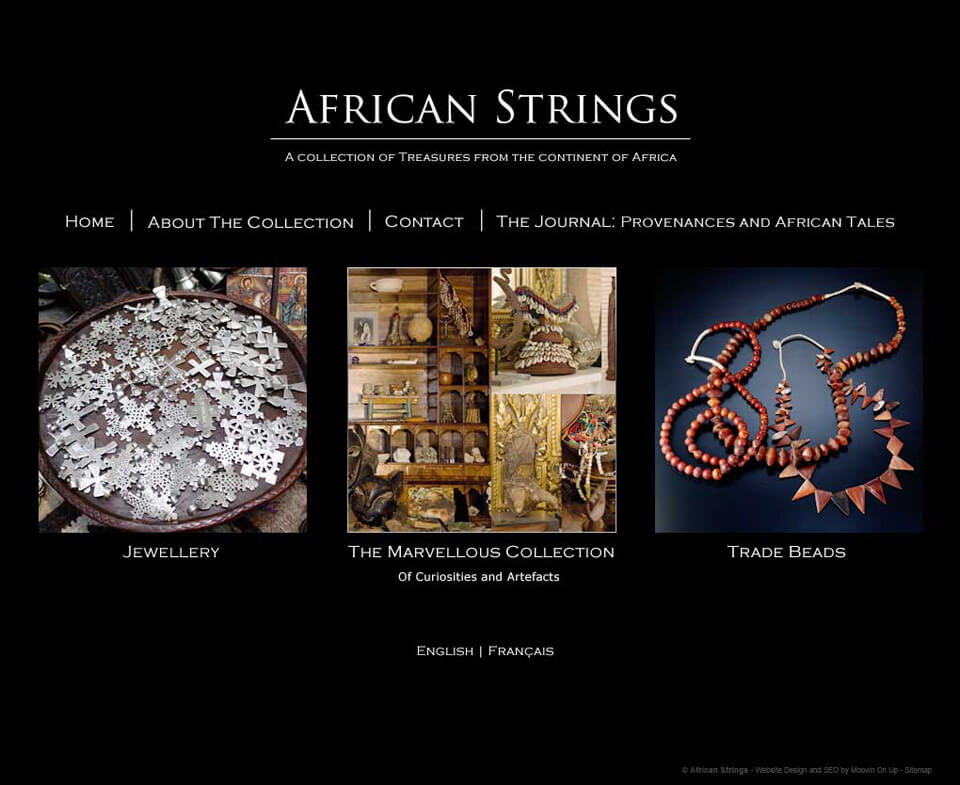 African Strings
A collection of Treasures from the continent of Africa
Home | About The Collection | Contact | The Journal: Provenances and African Tales
Jewellery
The Marvellous Collection
Of Curiosities and Artefacts
Trade Beads
English | Français
© African Strings - Website Design and SEO by Moovin On Up - Sitemap